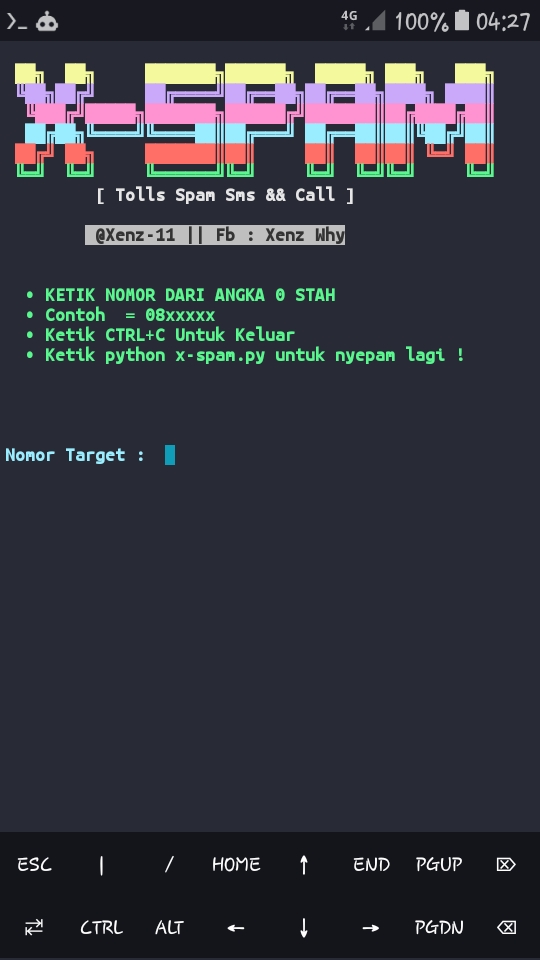 4G 100% 04:27
X-SPAM
[ Tolls Spam Sms && Call ]
@Xenz-11 || Fb : Xenz Why
• KETIK NOMOR DARI ANGKA 0 STAH
• Contoh = 08xxxxx
• Ketik CTRL+C Untuk Keluar
• Ketik python x-spam.py untuk nyepam lagi !
Nomor Target :
ESC | / HOME ↑ END PGUP
CTRL ALT ← ↓ → PGDN